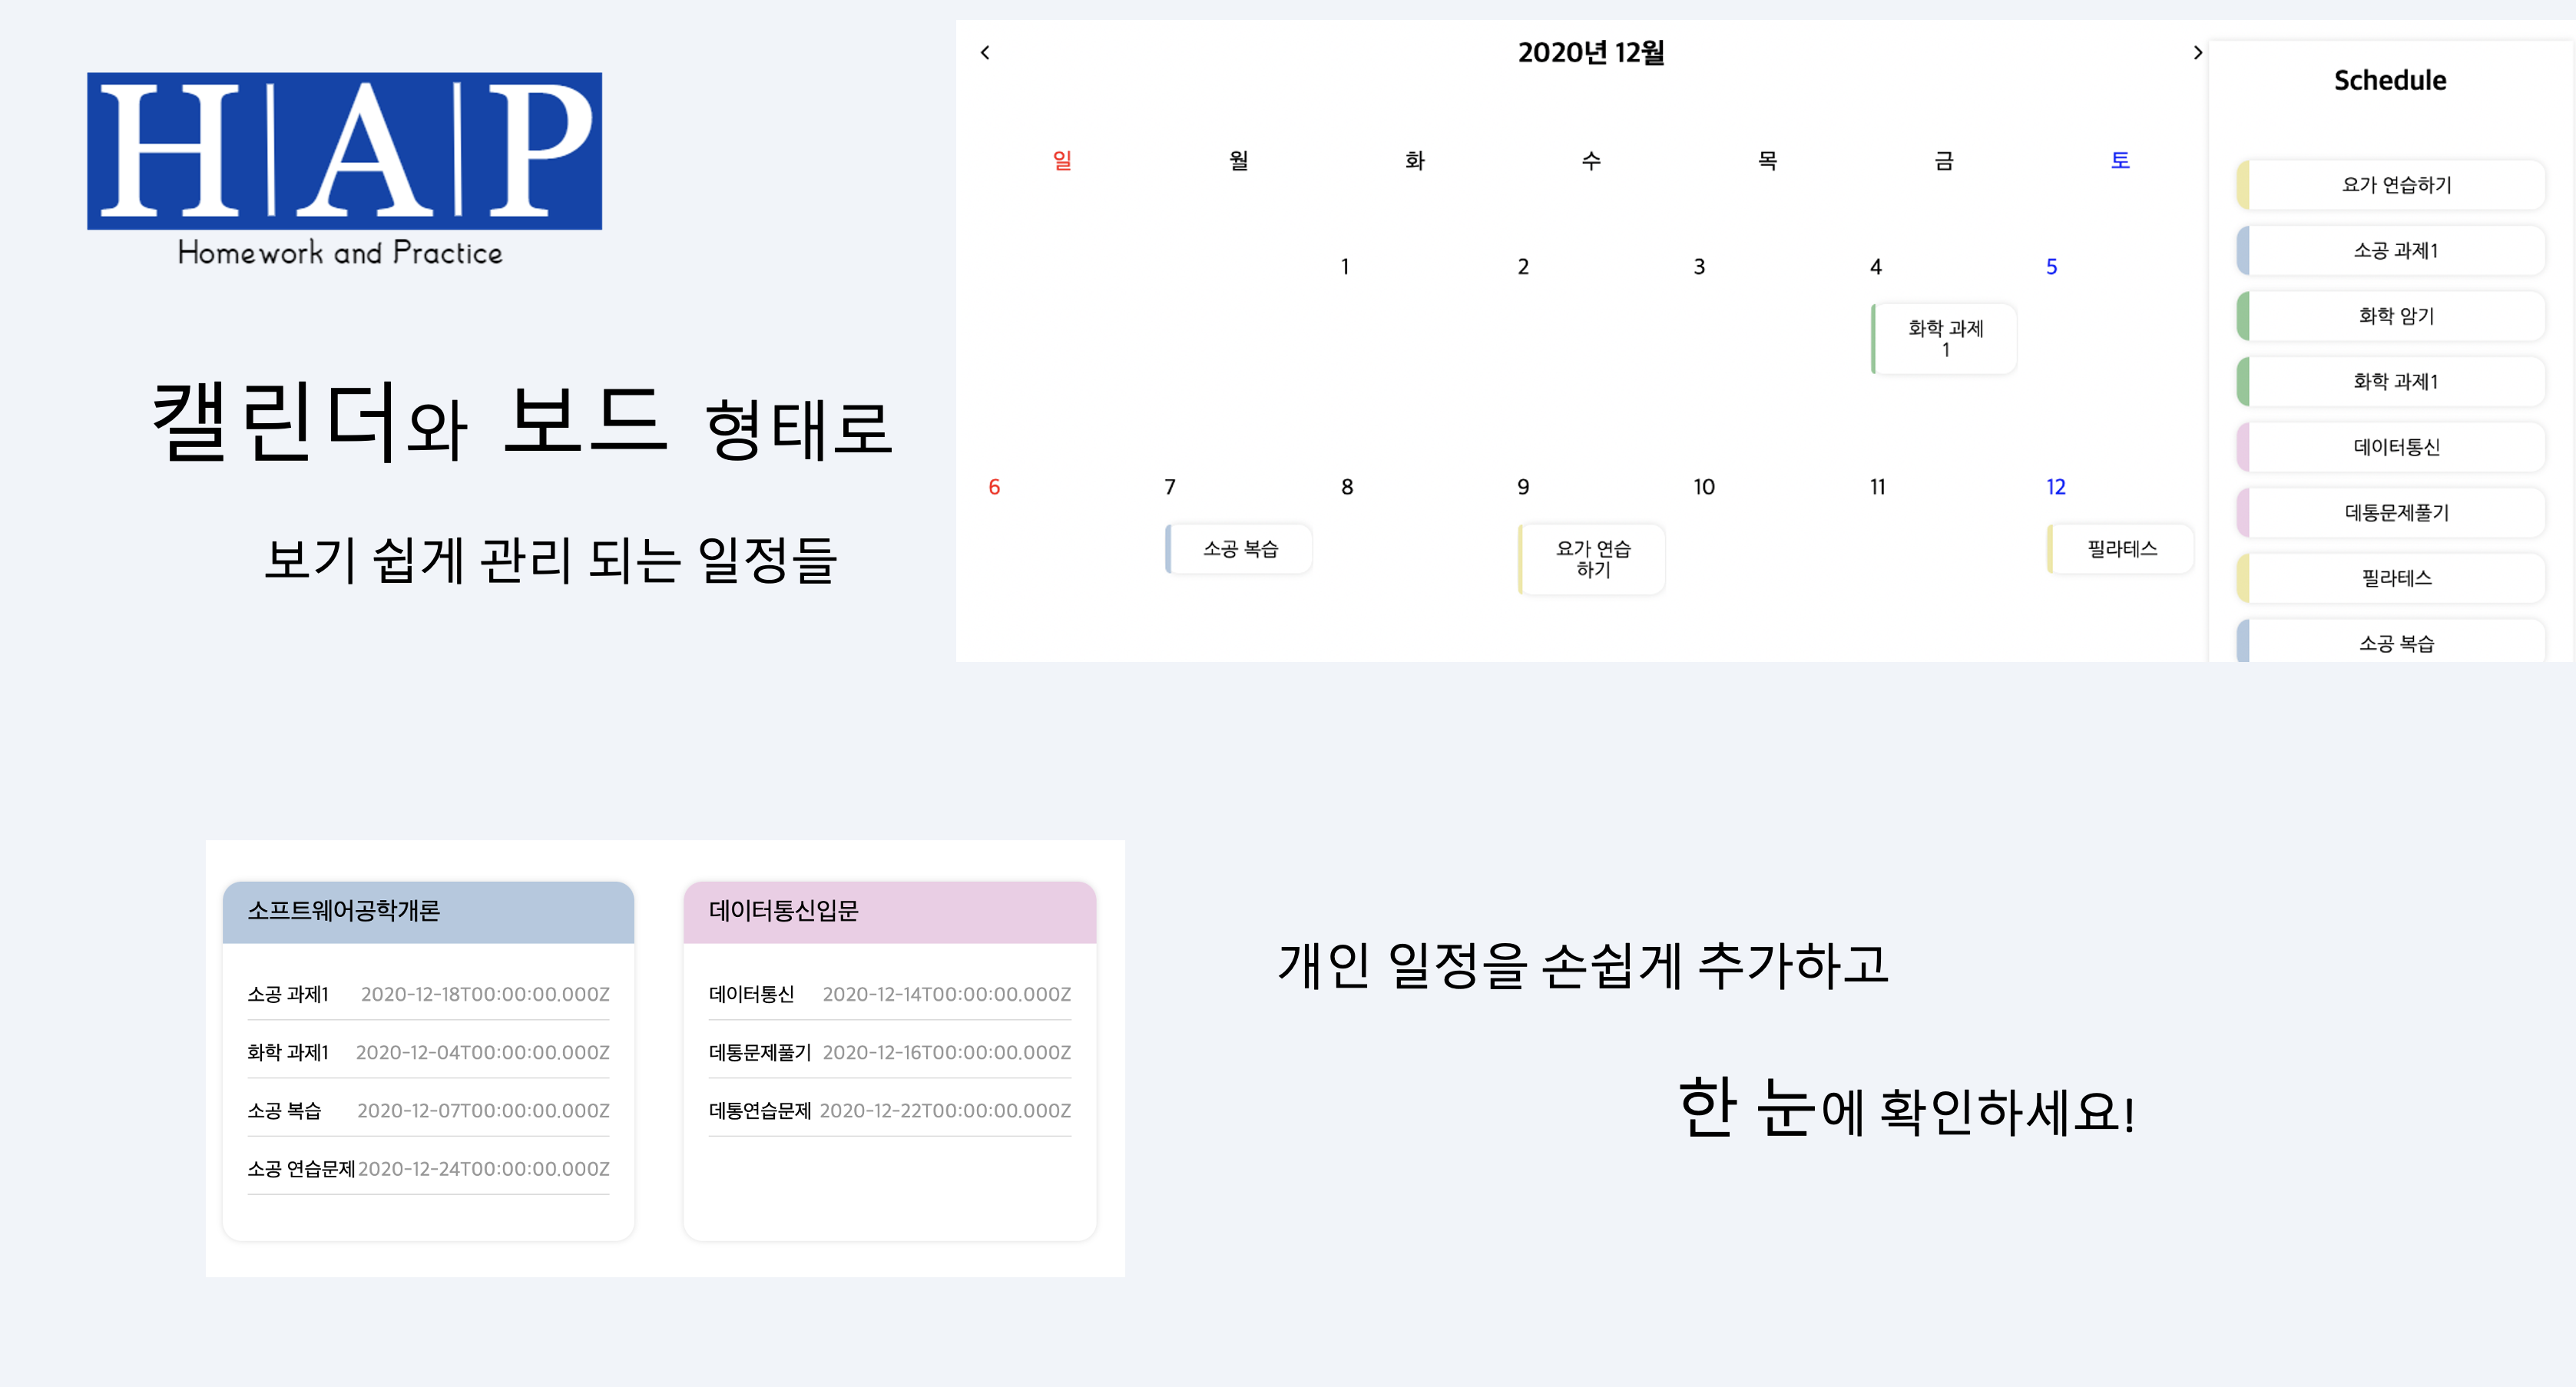 H|A|P
Homework and Practice
캘린더와 보드 형태로
보기 쉽게 관리 되는 일정들
< 2020년 12월 >
일 월 화 수 목 금 토
1 2 3 4 5
화학 과제
1
6 7 8 9 10 11 12
소공 복습
요가 연습
하기
필라테스
Schedule
요가 연습하기
소공 과제1
화학 암기
화학 과제1
데이터통신
데통문제풀기
필라테스
소공 복습
소프트웨어공학개론
소공 과제1 2020-12-18T00:00:00.000Z
화학 과제1 2020-12-04T00:00:00.000Z
소공 복습 2020-12-07T00:00:00.000Z
소공 연습문제 2020-12-24T00:00:00.000Z
데이터통신입문
데이터통신 2020-12-14T00:00:00.000Z
데통문제풀기 2020-12-16T00:00:00.000Z
데통연습문제 2020-12-22T00:00:00.000Z
개인 일정을 손쉽게 추가하고
한 눈에 확인하세요!